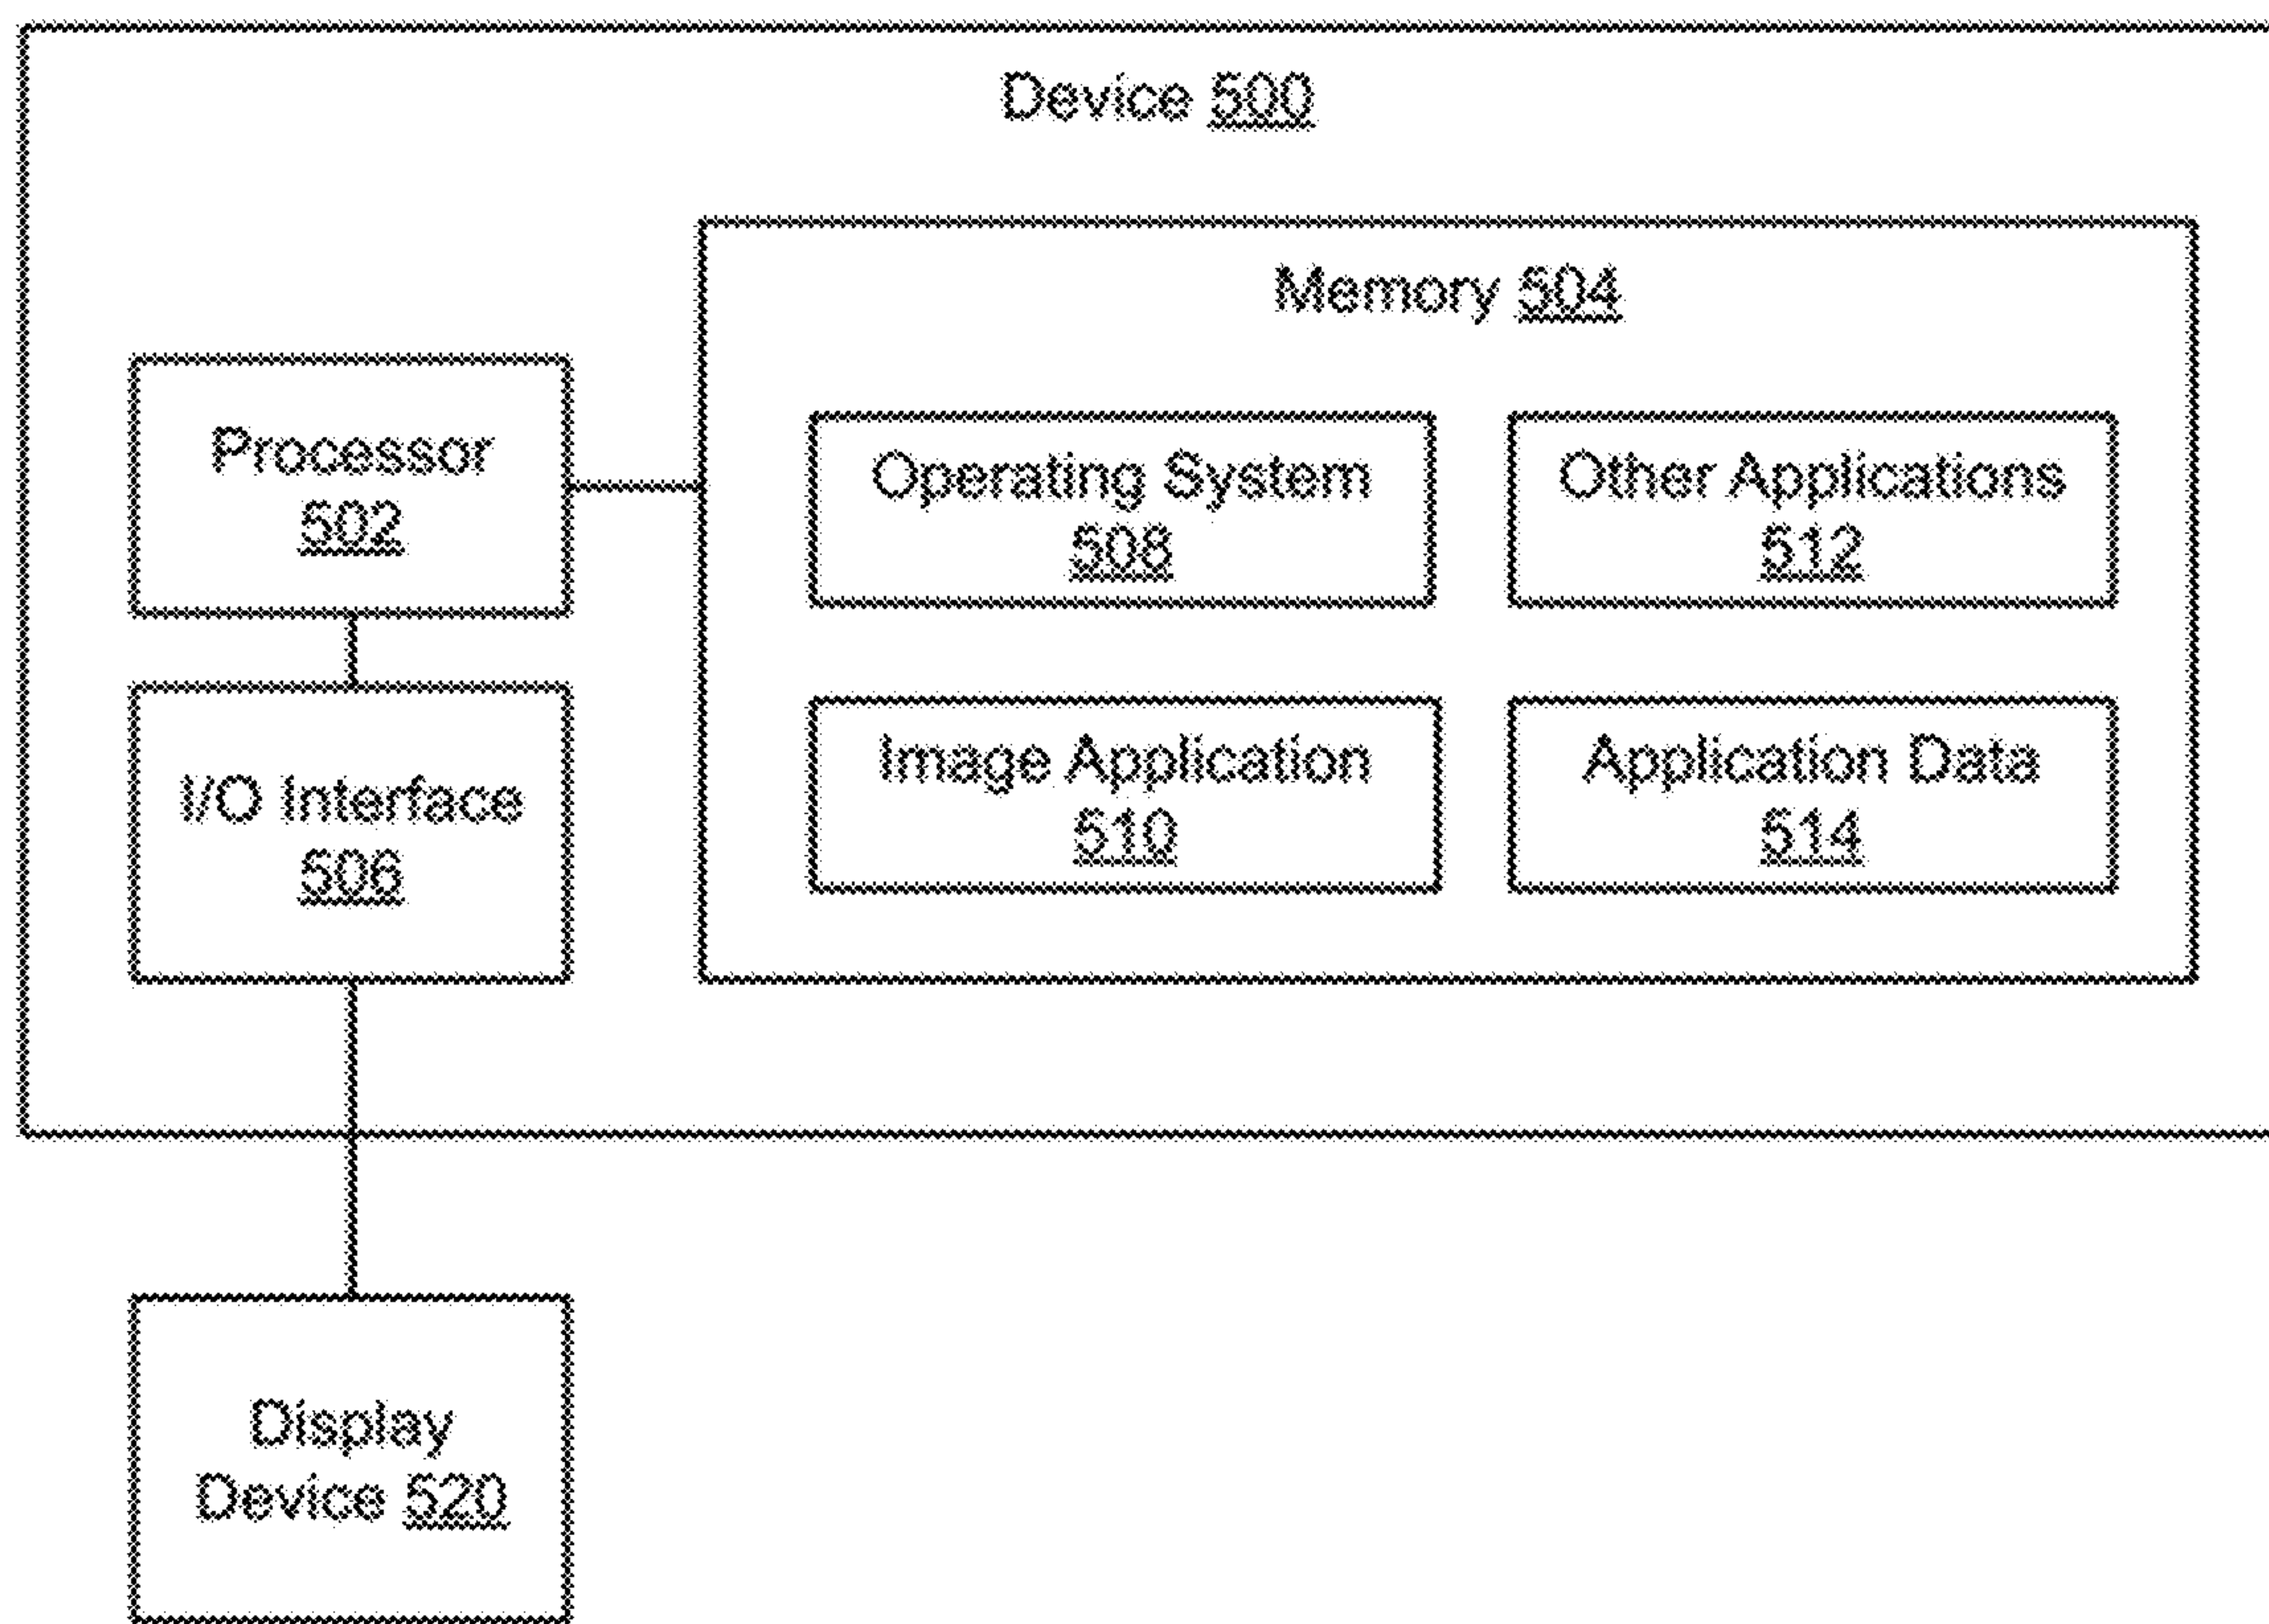 Device 500
Memory 504
Processor
502
Operating System
508
Other Applications
512
I/O Interface
506
Image Application
510
Application Data
514
Display
Device 520